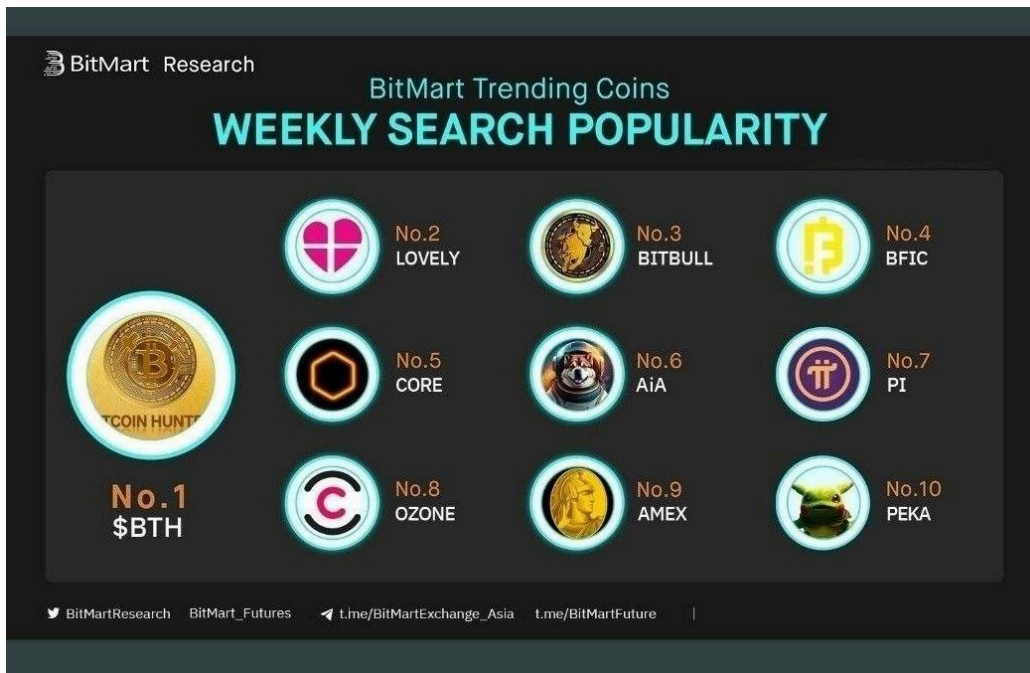 BitMart Research
BitMart Trending Coins
WEEKLY SEARCH POPULARITY
TCOIN HUNT
No.1
$BTH
No.2
LOVELY
No.3
BITBULL
No.4
BFIC
No.5
CORE
No.6
AiA
No.7
PI
No.8
OZONE
No.9
AMEX
No.10
PEKA
BitMartResearch BitMart_Futures t.me/BitMartExchange_Asia t.me/BitMartFuture